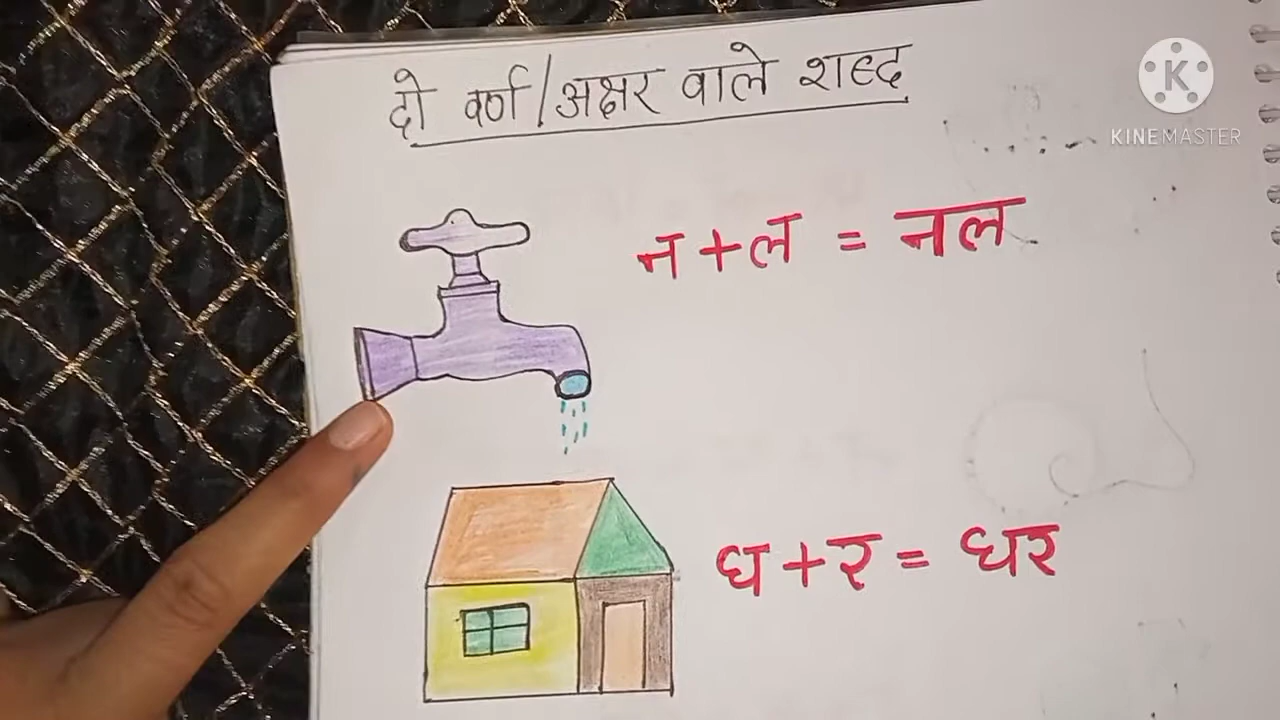 दो वर्ण/अक्षर वाले शब्द
K
KINEMASTER
न+ल = नल
घ+र = घर